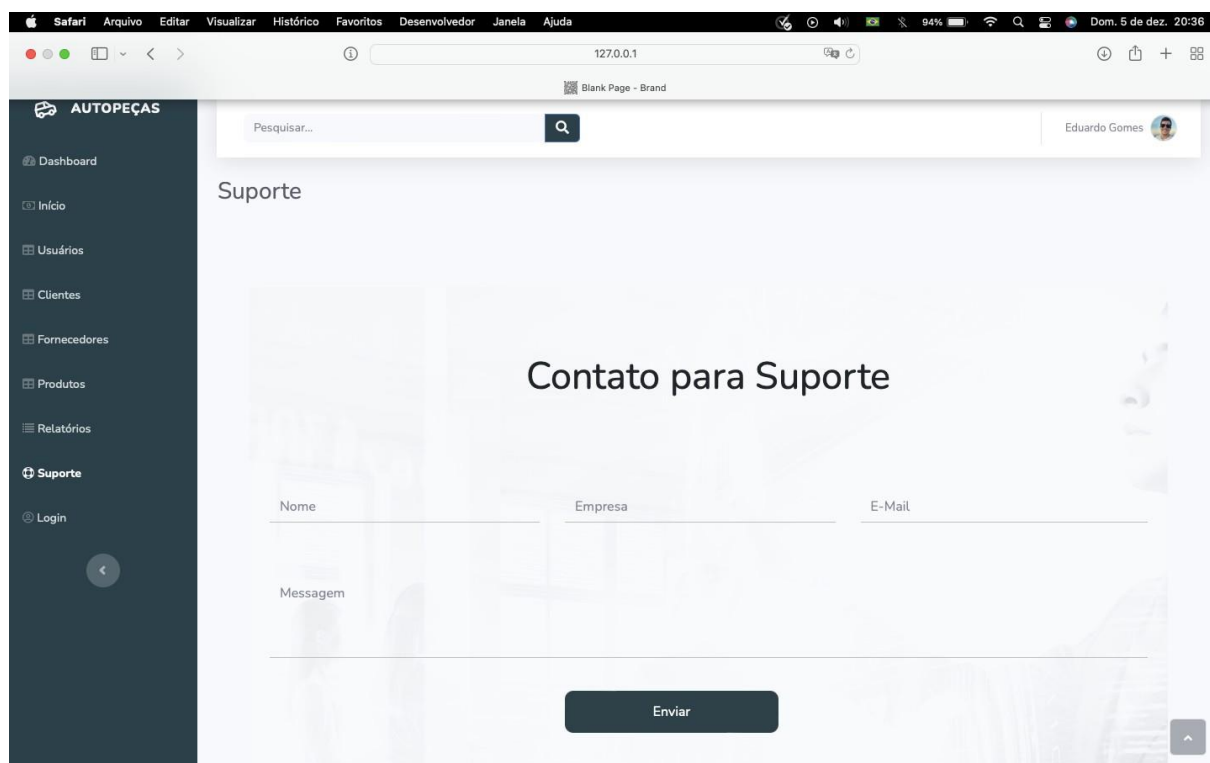 Safari Arquivo Editar Visualizar Histórico Favoritos Desenvolvedor Janela Ajuda 94% Dom. 5 de dez. 20:36
127.0.0.1
Blank Page - Brand
AUTOPEÇAS
Pesquisar...
Eduardo Gomes
Dashboard
Início
Usuários
Clientes
Fornecedores
Produtos
Relatórios
Suporte
Login
Suporte
Contato para Suporte
Nome Empresa E-Mail
Messagem
Enviar